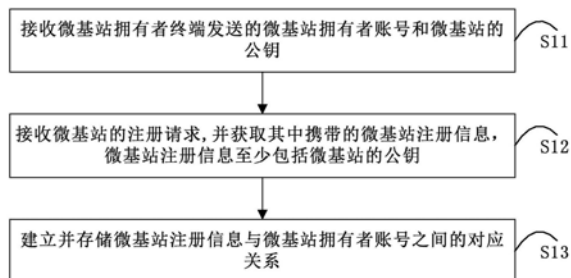 接收微基站拥有者终端发送的微基站拥有者账号和微基站的
公钥
S11
接收微基站的注册请求,并获取其中携带的微基站注册信息,
微基站注册信息至少包括微基站的公钥
S12
建立并存储微基站注册信息与微基站拥有者账号之间的对应
关系
S13